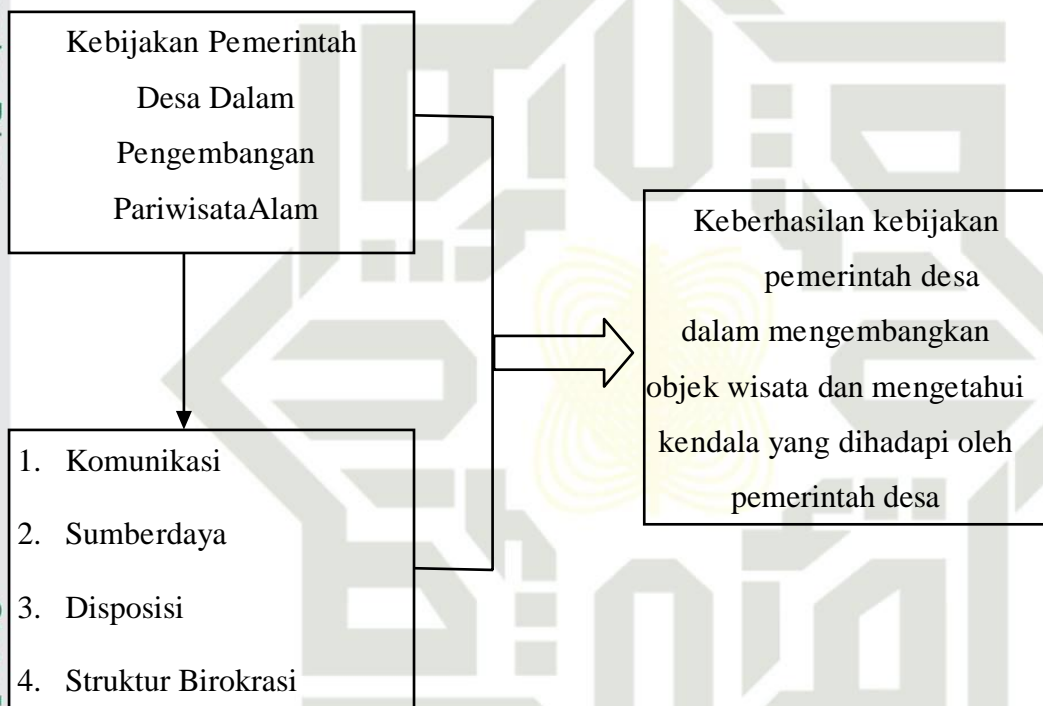 Kebijakan Pemerintah
Desa Dalam
Pengembangan
PariwisataAlam
1. Komunikasi
2. Sumberdaya
3. Disposisi
4. Struktur Birokrasi
Keberhasilan kebijakan
pemerintah desa
dalam mengembangkan
objek wisata dan mengetahui
kendala yang dihadapi oleh
pemerintah desa